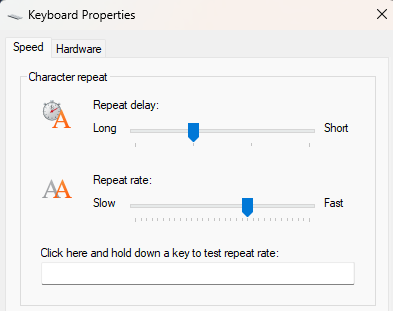 Keyboard Properties
Speed Hardware
Character repeat
Repeat delay:
Long Short
Repeat rate:
Slow Fast
Click here and hold down a key to test repeat rate: